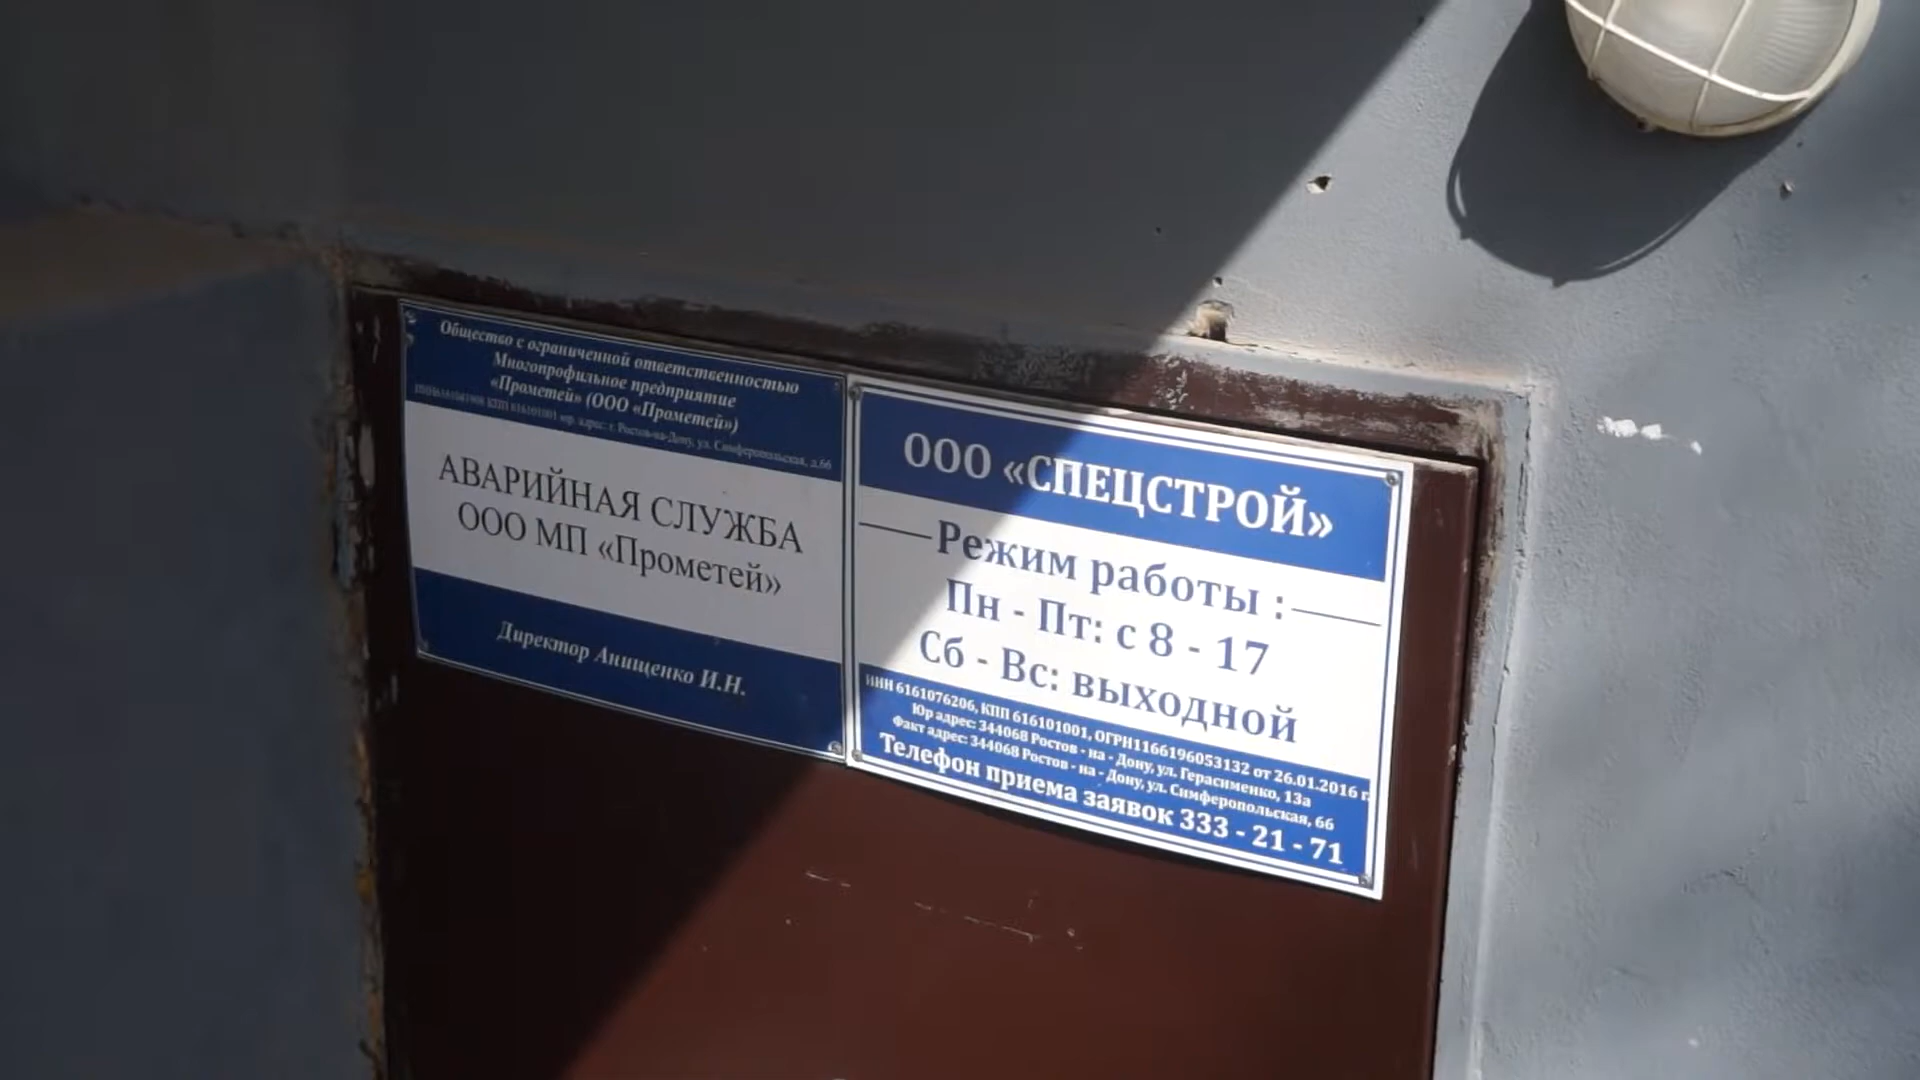 Общество с ограниченной ответственностью
Многопрофильное предприятие
«Прометей» (ООО «Прометей»)
КПП 616101001 юр. адрес: г. Ростов-на-Дону, ул. Симферопольская, д.66
АВАРИЙНАЯ СЛУЖБА
ООО МП «Прометей»
Директор Анищенко И.Н.
ООО «СПЕЦСТРОЙ»
Режим работы :
Пн - Пт: с 8 - 17
Сб - Вс: выходной
ИНН 6161076206, КПП 616101001, ОГРН1166196053132 от 26.01.2016 г.
Юр адрес: 344068 Ростов - на - Дону, ул. Герасименко, 13а
Факт адрес: 344068 Ростов - на - Дону, ул. Симферопольская, 66
Телефон приема заявок 333 - 21 - 71